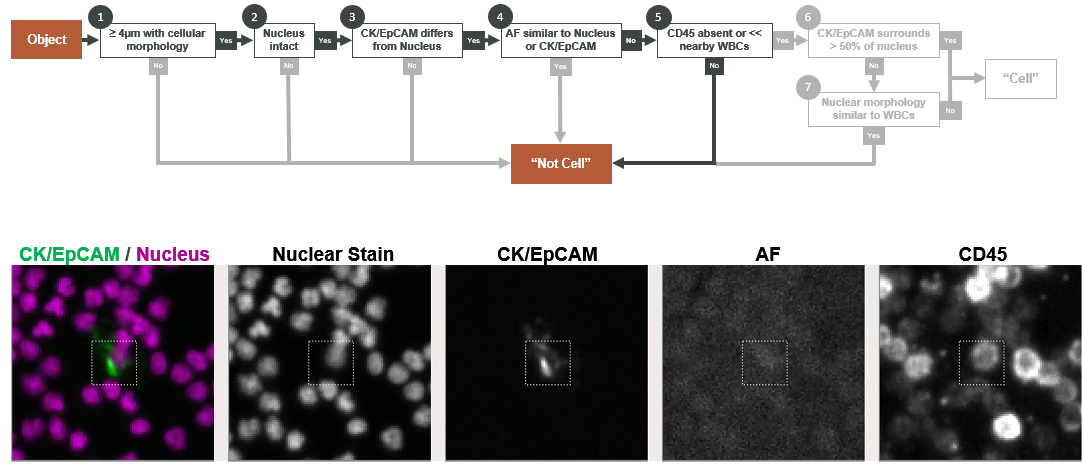 1 2 3 4 5 6
Object
≥ 4µm with cellular
morphology
Yes
Nucleus
intact
Yes
CK/EpCAM differs
from Nucleus
Yes
AF similar to Nucleus
or CK/EpCAM
No
CD45 absent or <<
nearby WBCs
Yes
CK/EpCAM surrounds
> 50% of nucleus
Yes
No
No
No
Yes
No
No
"Cell"
7
Nuclear morphology
similar to WBCs
No
Yes
"Not Cell"
CK/EpCAM / Nucleus
Nuclear Stain
CK/EpCAM
AF
CD45